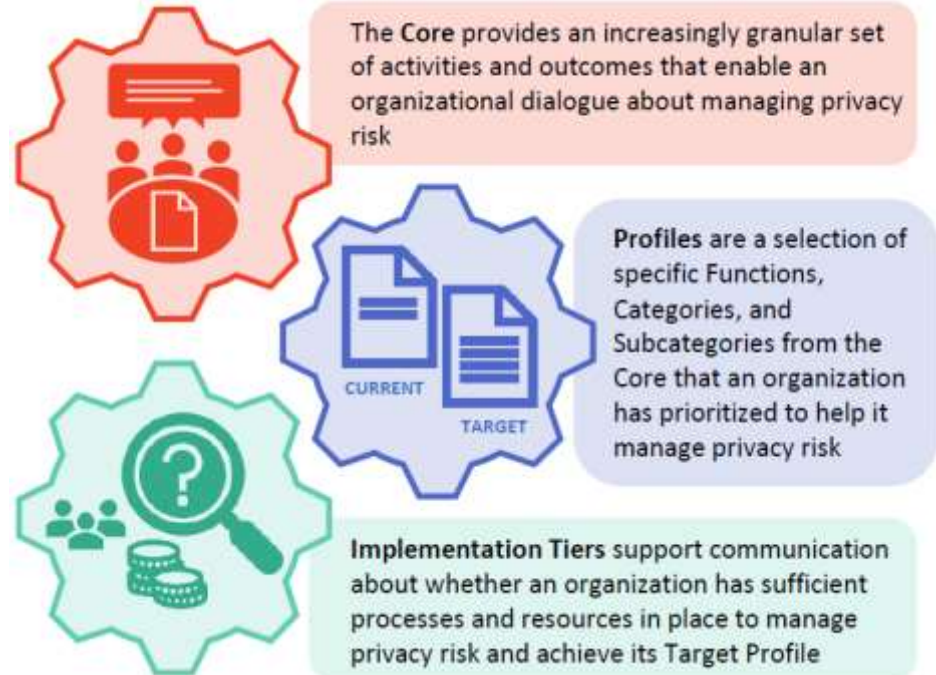 The Core provides an increasingly granular set
of activities and outcomes that enable an
organizational dialogue about managing privacy
risk
Profiles are a selection of
specific Functions,
Categories, and
Subcategories from the
Core that an organization
has prioritized to help it
manage privacy risk
CURRENT
TARGET
?
Implementation Tiers support communication
about whether an organization has sufficient
processes and resources in place to manage
privacy risk and achieve its Target Profile